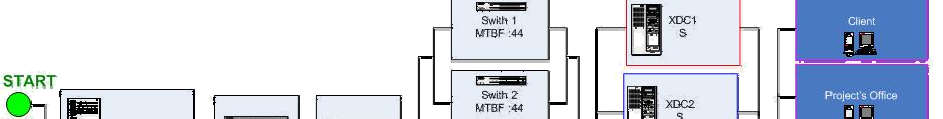 Swith 1
MTBF :44
XDC1
S
Client
START
Swith 2
MTBF :44
XDC2
S
Project's Office